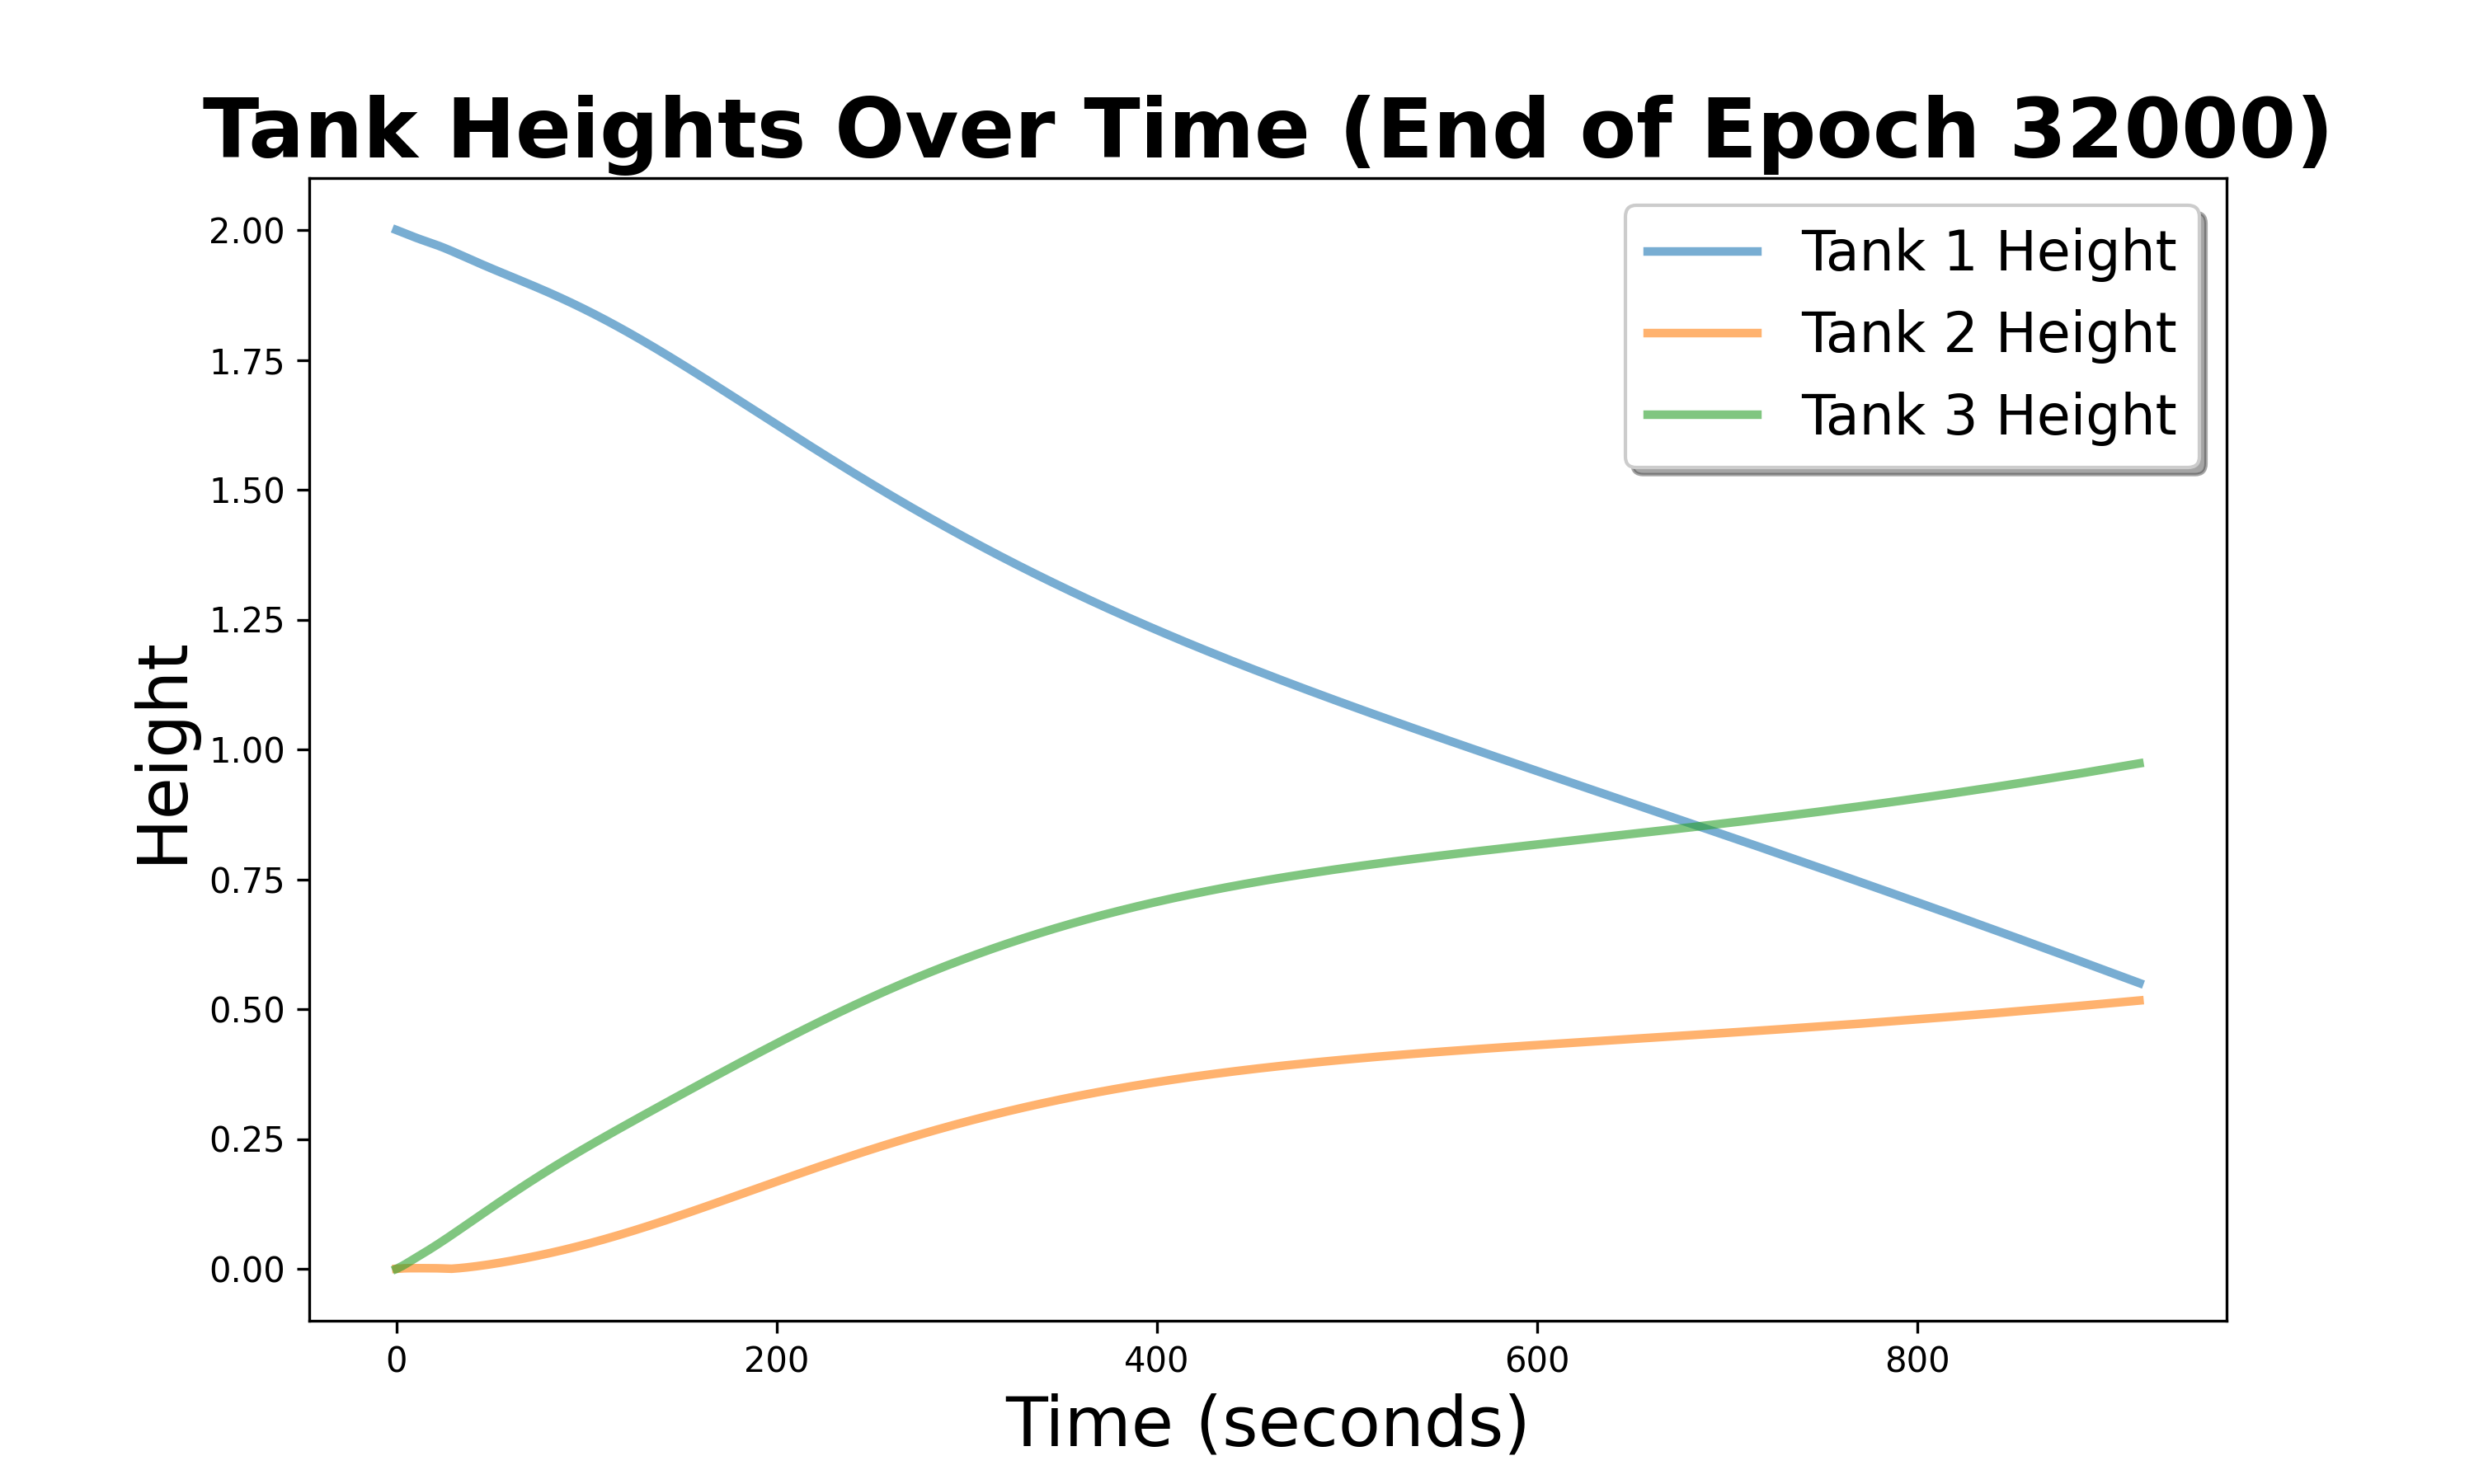 Tank Heights Over Time (End of Epoch 32000)
Tank 1 Height
Tank 2 Height
Tank 3 Height
Height
2.00
1.75
1.50
1.25
1.00
0.75
0.50
0.25
0.00
0 200 400 600 800
Time (seconds)